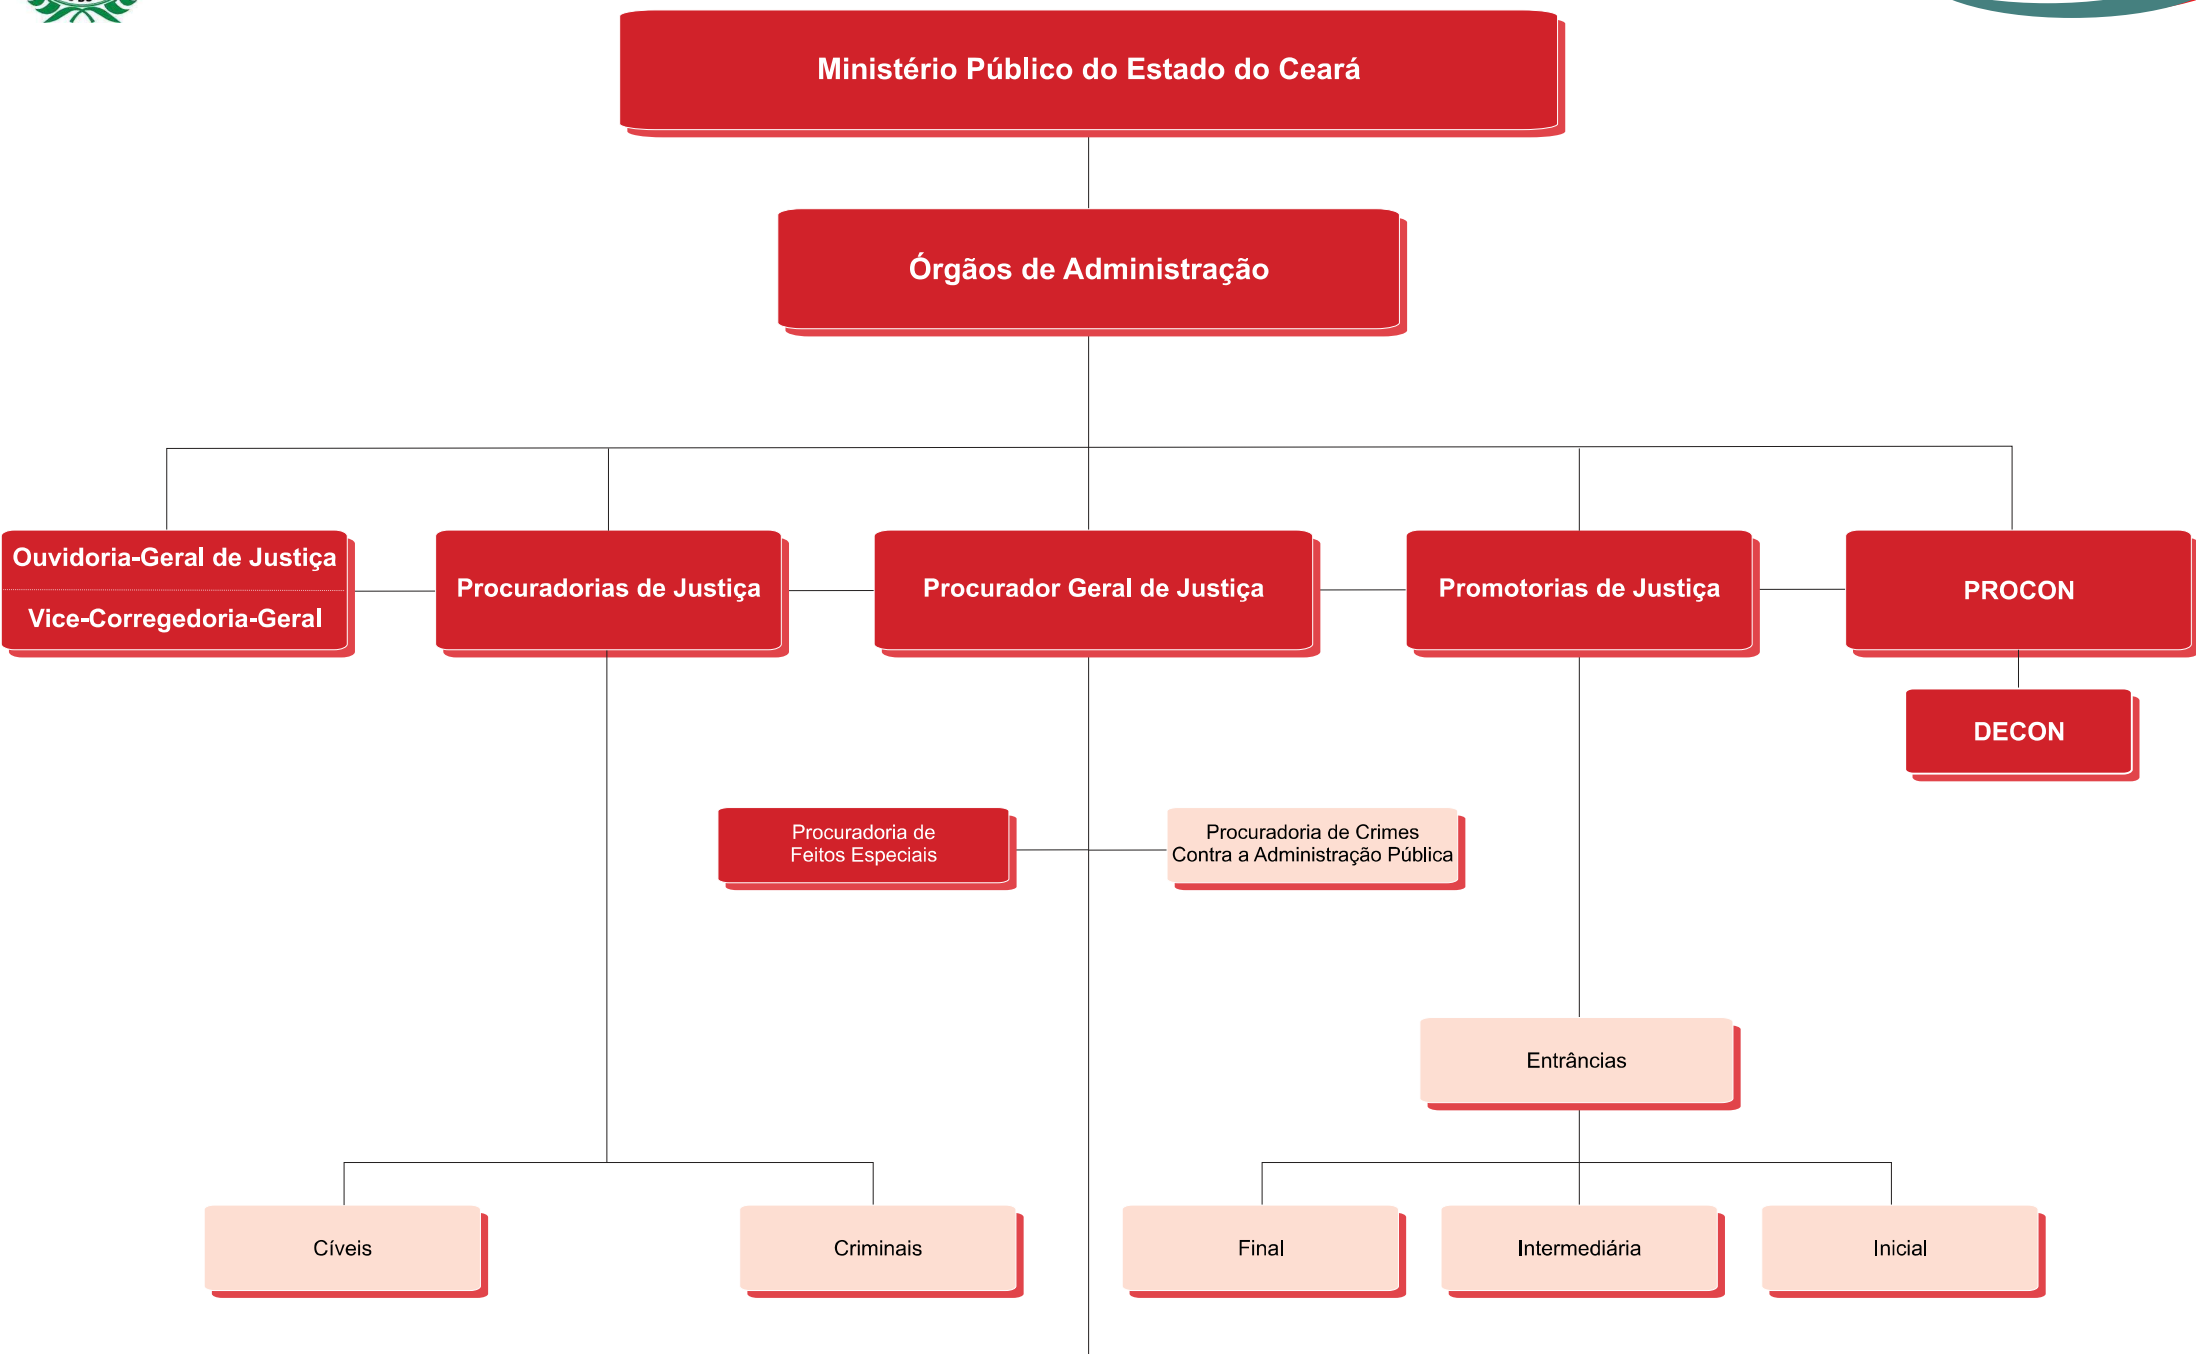 Ministério Público do Estado do Ceará
Órgãos de Administração
Ouvidoria-Geral de Justiça
Vice-Corregedoria-Geral
Procuradorias de Justiça
Procurador Geral de Justiça
Promotorias de Justiça
PROCON
DECON
Procuradoria de
Feitos Especiais
Procuradoria de Crimes
Contra a Administração Pública
Entrâncias
Cíveis
Criminais
Final
Intermediária
Inicial